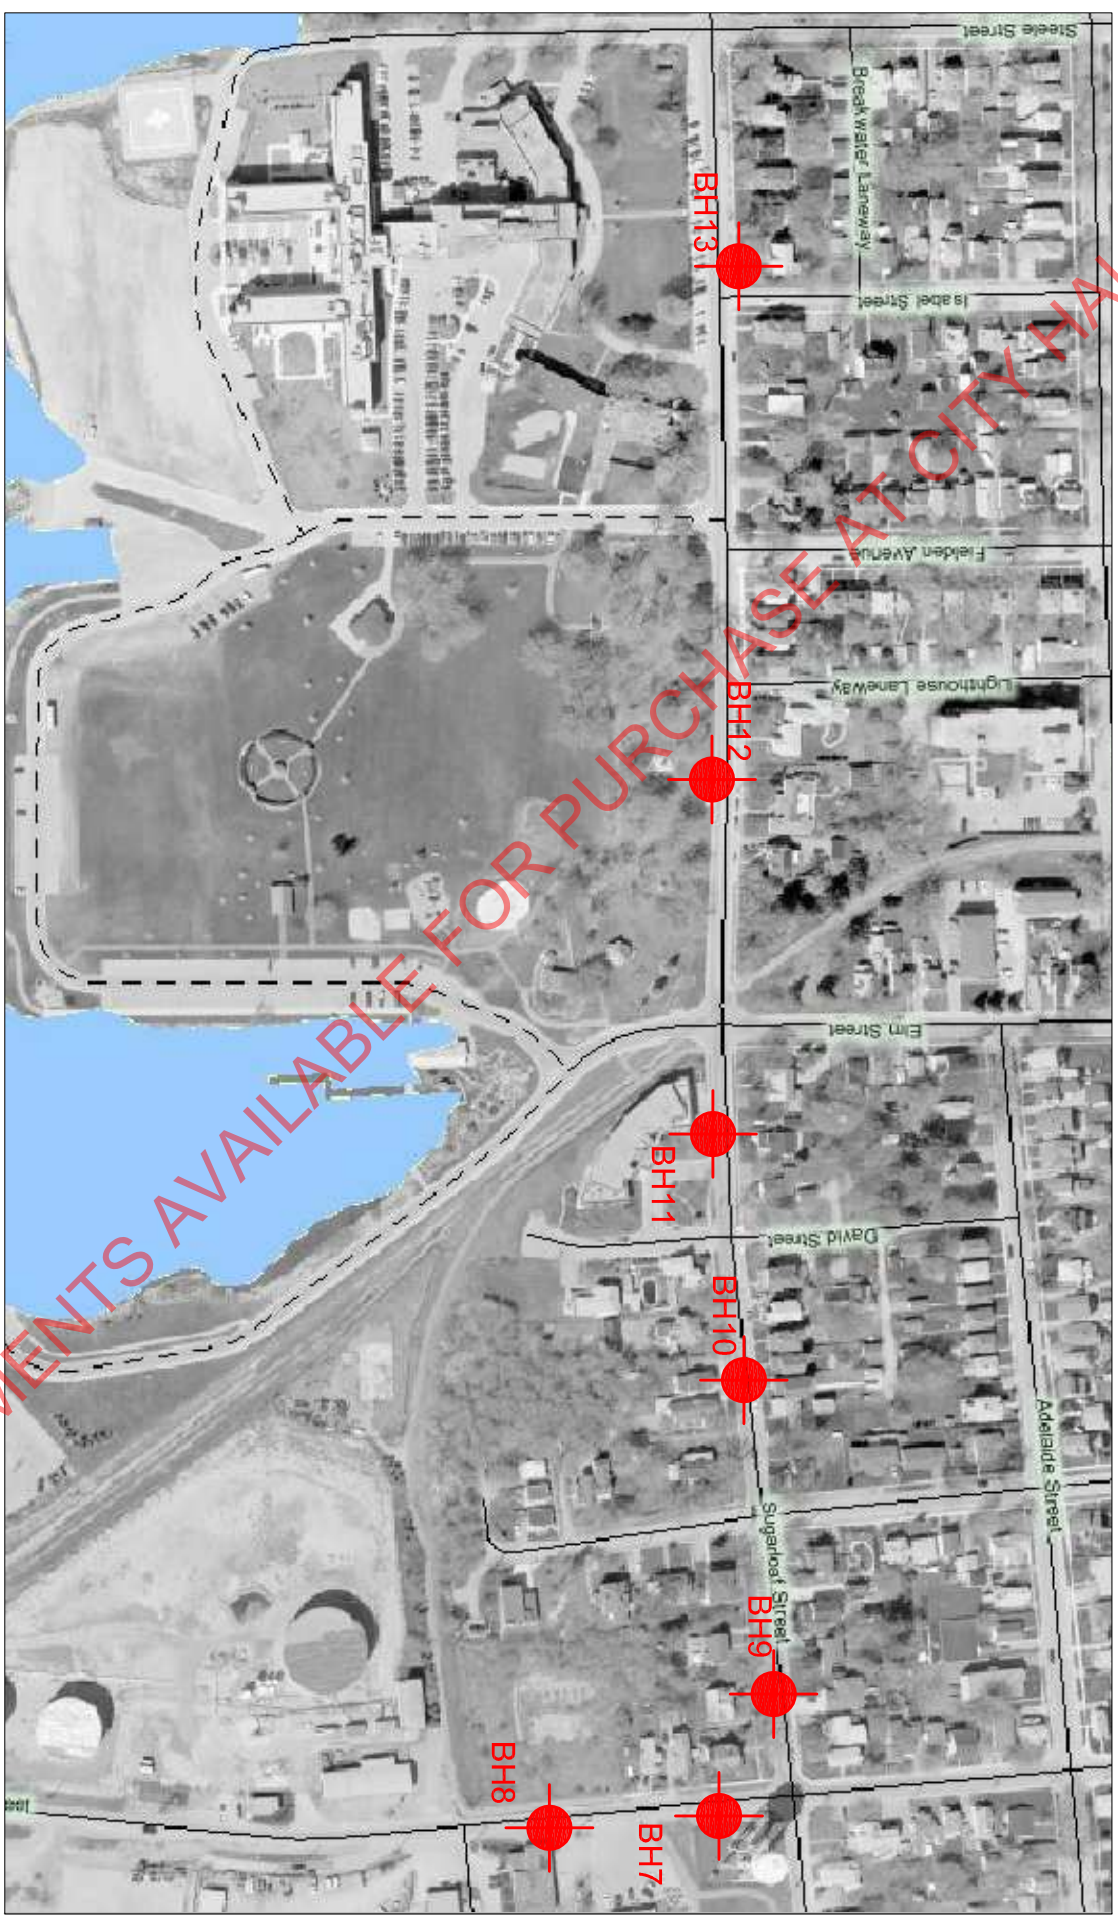 Steele Street
Breakwater Laneway
BH13
Isabel Street
Fielden Avenue
Lighthouse Laneway
BH12
Elm Street
BH11
David Street
BH10
Adelaide Street
Sugarloaf Street
BH9
BH8
BH7
MENTS AVAILABLE FOR PURCHASE AT CITY HA